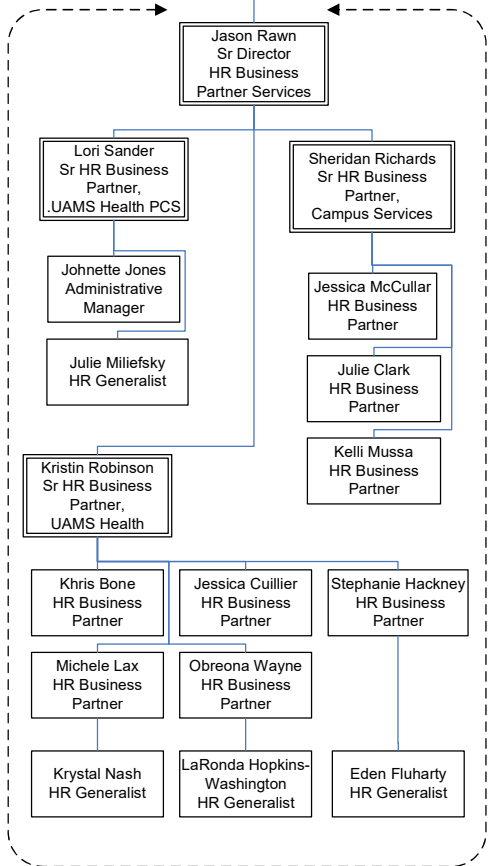 Jason Rawn
Sr Director
HR Business
Partner Services
Lori Sander
Sr HR Business
Partner,
.UAMS Health PCS
Sheridan Richards
Sr HR Business
Partner,
Campus Services
Johnette Jones
Administrative
Manager
Jessica McCullar
HR Business
Partner
Julie Miliefsky
HR Generalist
Julie Clark
HR Business
Partner
Kelli Mussa
HR Business
Partner
Kristin Robinson
Sr HR Business
Partner,
UAMS Health
Khris Bone
HR Business
Partner
Jessica Cuillier
HR Business
Partner
Stephanie Hackney
HR Business
Partner
Michele Lax
HR Business
Partner
Obreona Wayne
HR Business
Partner
Krystal Nash
HR Generalist
LaRonda Hopkins-
Washington
HR Generalist
Eden Fluharty
HR Generalist